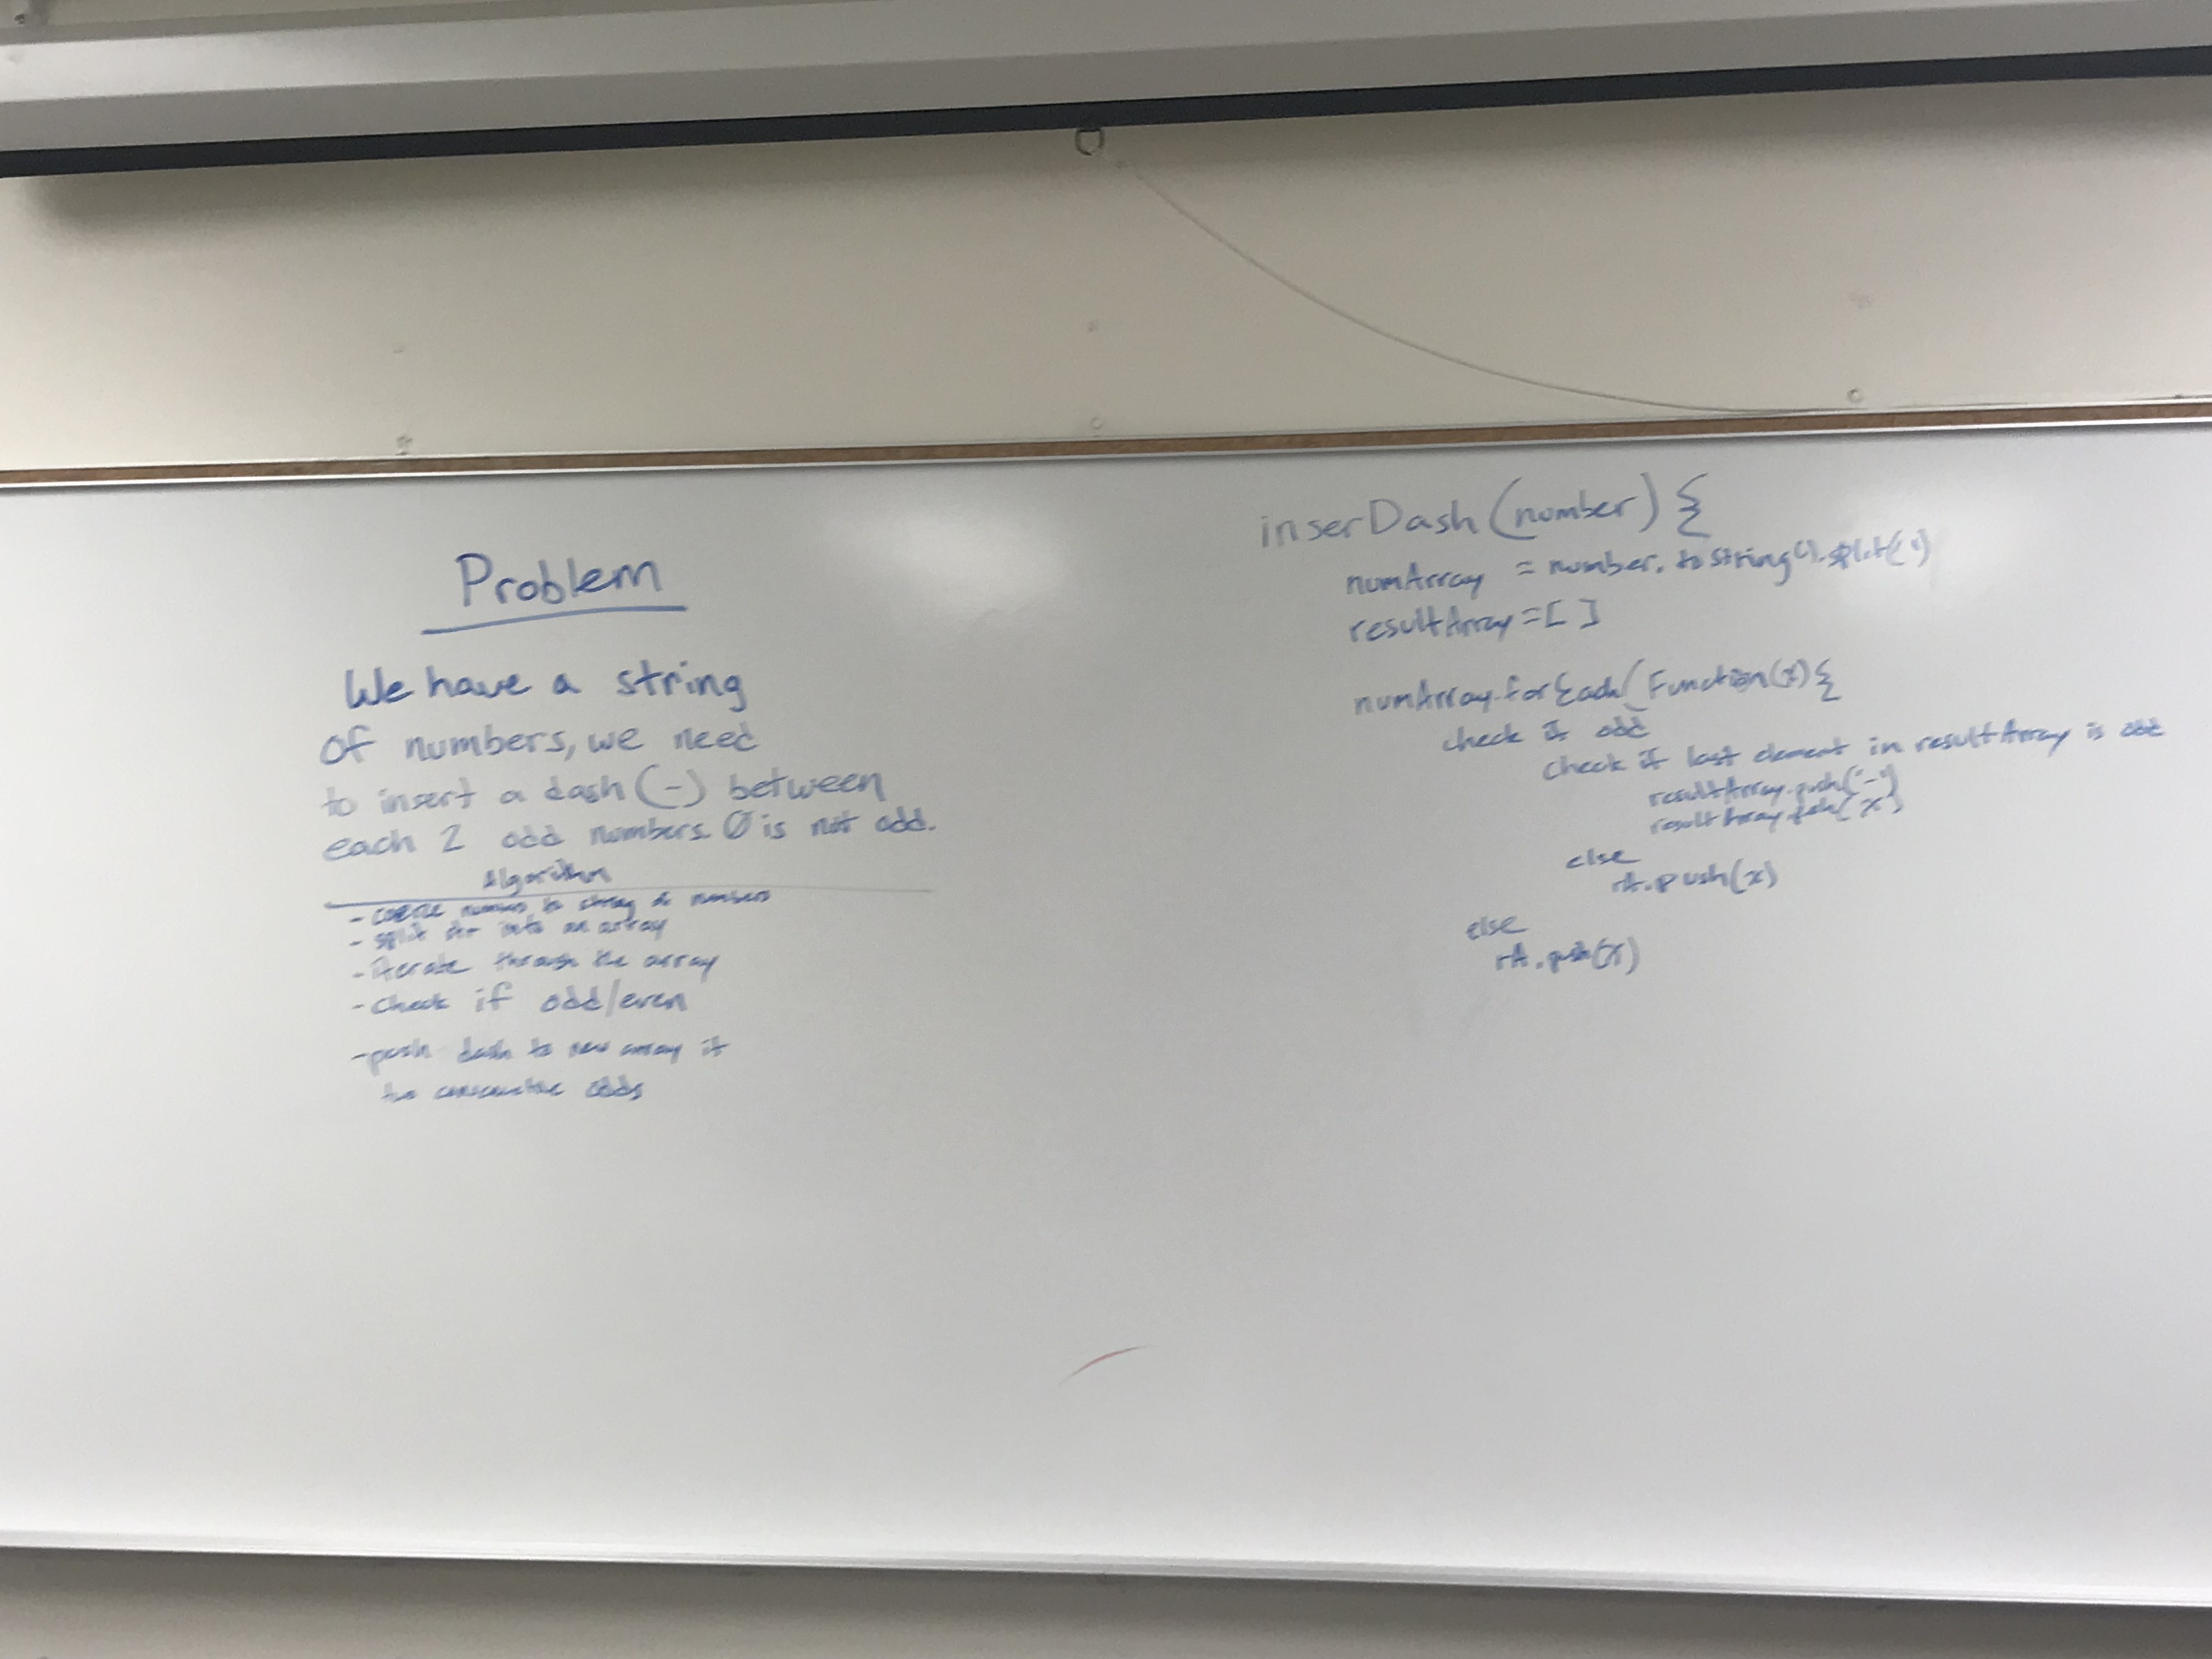 Problem
We have a string
of numbers, we need
to insert a dash (-) between
each 2 odd numbers. 0 is not odd.
Algorithm
- coerce number to string of numbers
- split str into an array
- iterate through the array
- check if odd/even
- push dash to new array if
two consecutive odds
inserDash(number) {
numArray = number.toString().split('')
resultArray = [ ]
numArray.forEach(Function(x){
check if odd
check if last element in resultArray is odd
resultArray.push('-')
resultArray.push(x)
else
rA.push(x)
else
rA.push(x)